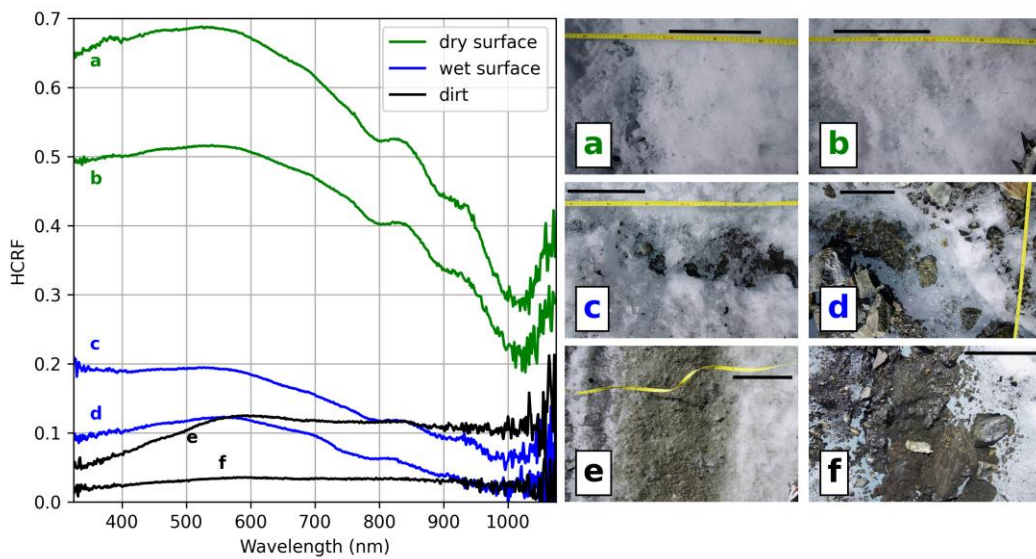 0.7
0.6
0.5
0.4
0.3
0.2
0.1
0.0
HCRF
400
500
600
700
800
900
1000
Wavelength (nm)
dry surface
wet surface
dirt
a
b
c
d
e
f
a
b
c
d
e
f